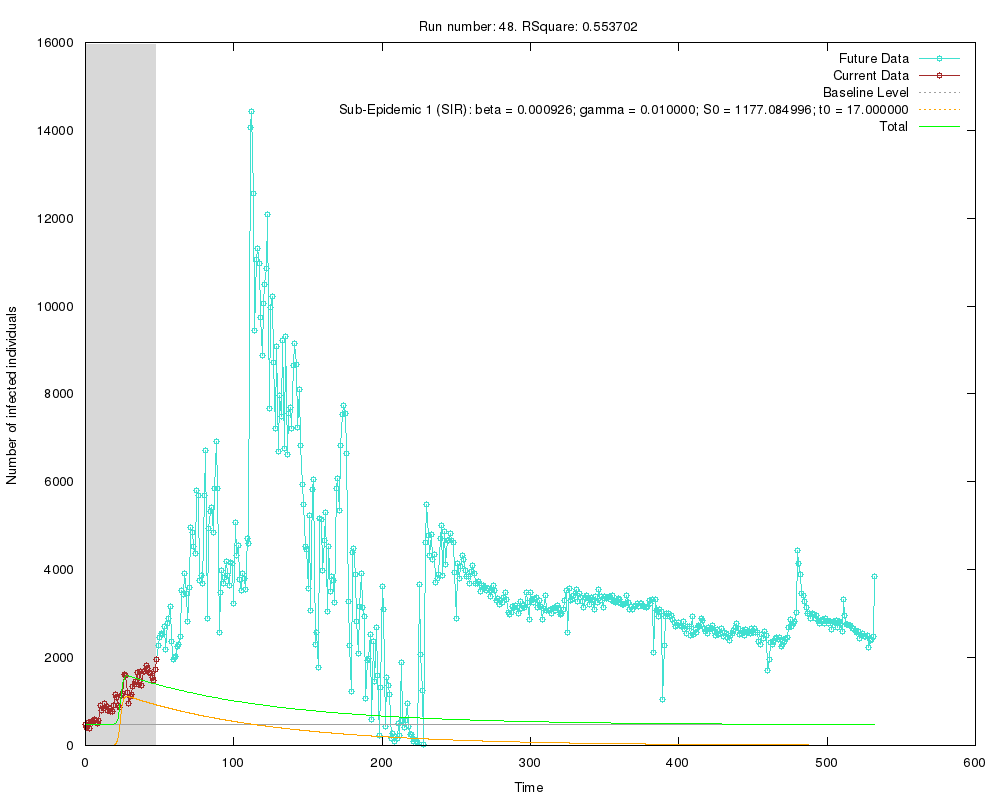 Run number: 48. RSquare: 0.553702
16000
14000
12000
10000
8000
6000
4000
2000
0
Number of infected individuals
Future Data
Current Data
Baseline Level
Sub-Epidemic 1 (SIR): beta = 0.000926; gamma = 0.010000; S0 = 1177.084996; t0 = 17.000000
Total
0
100
200
300
400
500
600
Time